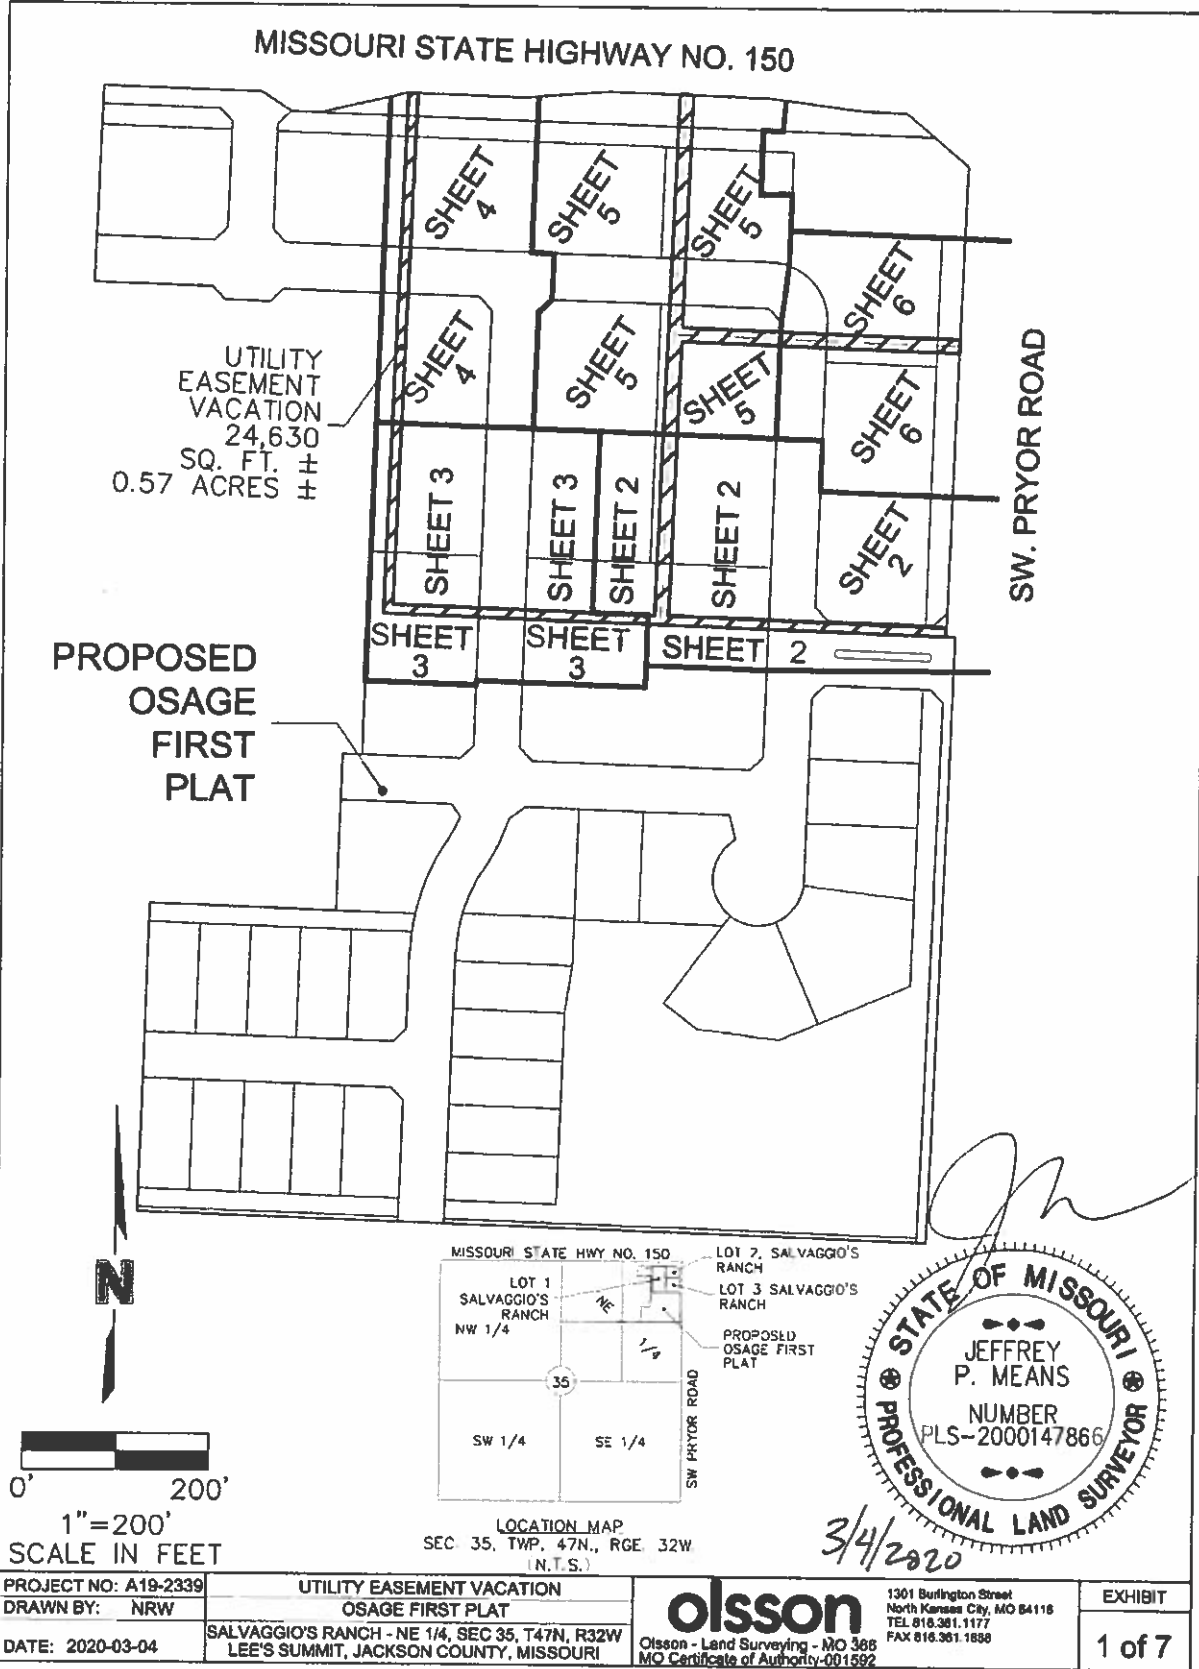 MISSOURI STATE HIGHWAY NO. 150
SHEET
4
SHEET
5
SHEET
5
SHEET
6
SHEET
4
SHEET
5
SHEET
5
SHEET
6
UTILITY
EASEMENT
VACATION
24,630
SQ. FT. ±
0.57 ACRES ±
SW. PRYOR ROAD
SHEET 3
SHEET 3
SHEET 2
SHEET 2
SHEET
2
SHEET
3
SHEET
3
SHEET 2
PROPOSED
OSAGE
FIRST
PLAT
N
0' 200'
1"=200'
SCALE IN FEET
MISSOURI STATE HWY NO. 150
LOT 1
SALVAGGIO'S
RANCH
NW 1/4
NE
1/4
LOT 2, SALVAGGIO'S
RANCH
LOT 3 SALVAGGIO'S
RANCH
PROPOSED
OSAGE FIRST
PLAT
35
SW 1/4
SE 1/4
SW PRYOR ROAD
LOCATION MAP
SEC. 35, TWP. 47N., RGE. 32W
(N.T.S.)
STATE OF MISSOURI
JEFFREY
P. MEANS
NUMBER
PLS-2000147866
PROFESSIONAL LAND SURVEYOR
3/4/2020
PROJECT NO: A19-2339
DRAWN BY: NRW
DATE: 2020-03-04
UTILITY EASEMENT VACATION
OSAGE FIRST PLAT
SALVAGGIO'S RANCH - NE 1/4, SEC 35, T47N, R32W
LEE'S SUMMIT, JACKSON COUNTY, MISSOURI
olsson
Olsson - Land Surveying - MO 366
MO Certificate of Authority-001592
1301 Burlington Street
North Kansas City, MO 64116
TEL 816.361.1177
FAX 816.361.1888
EXHIBIT
1 of 7